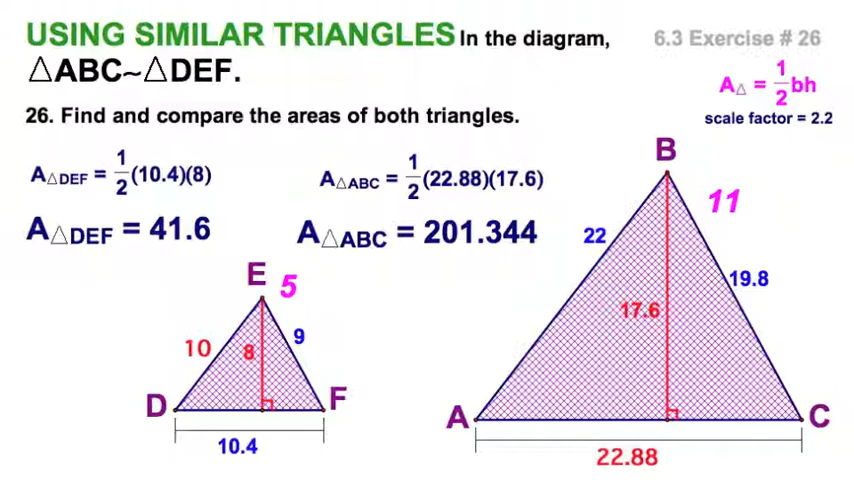 USING SIMILAR TRIANGLES In the diagram,
6.3 Exercise # 26
△ABC~△DEF.
A△ = 1/2 bh
scale factor = 2.2
26. Find and compare the areas of both triangles.
A△DEF = 1/2 (10.4)(8)
A△ABC = 1/2 (22.88)(17.6)
A△DEF = 41.6
A△ABC = 201.344
B
11
22
19.8
17.6
E
5
10
8
9
D
F
A
C
10.4
22.88